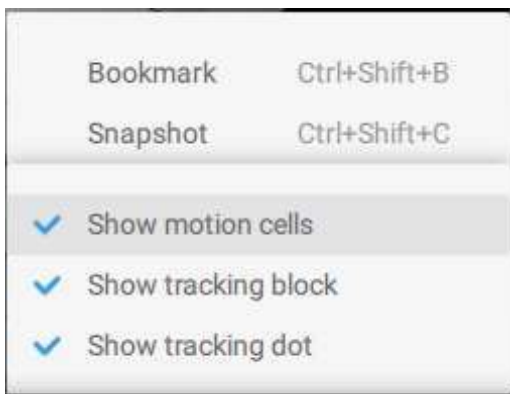 Bookmark Ctrl+Shift+B
Snapshot Ctrl+Shift+C
Show motion cells
Show tracking block
Show tracking dot